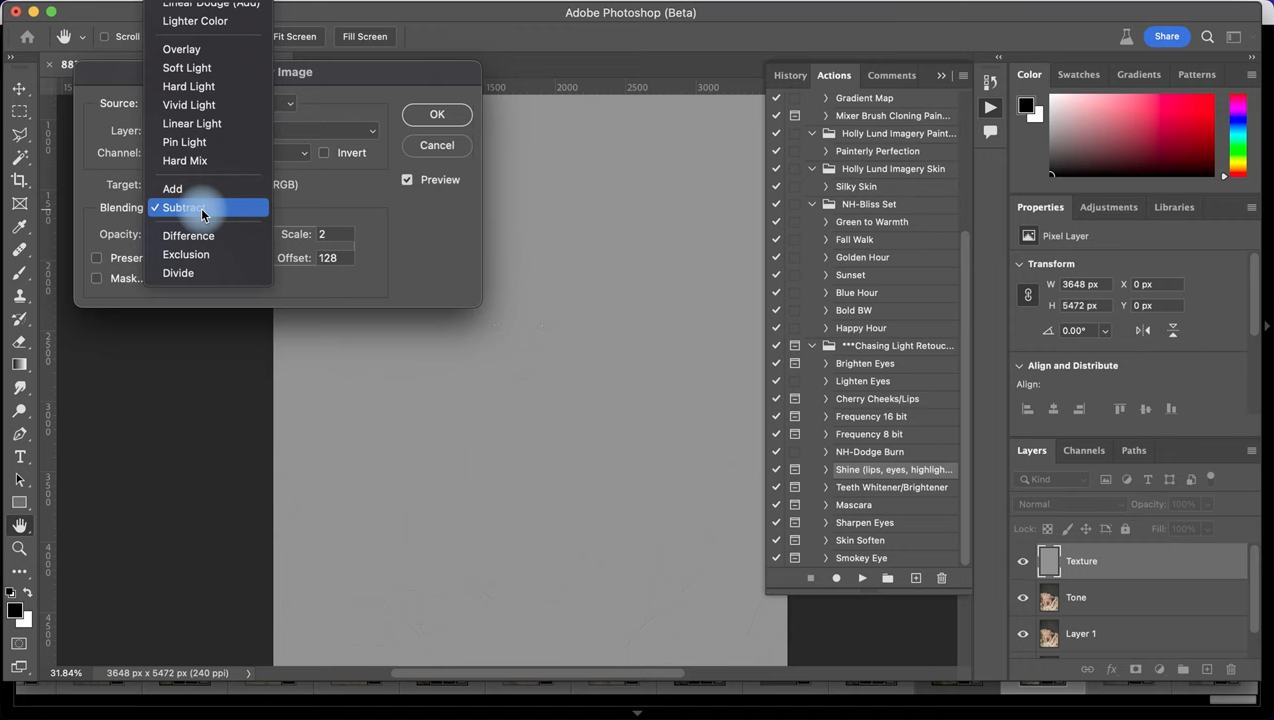 Adobe Photoshop (Beta)
Scroll
Fit Screen
Fill Screen
Share
Linear Dodge (Add)
Lighter Color
Overlay
Soft Light
Hard Light
Vivid Light
Linear Light
Pin Light
Hard Mix
Add
Subtract
Difference
Exclusion
Divide
Image
Source:
Layer:
Channel:
Invert
Target:
RGB)
Blending
Opacity:
Scale: 2
Offset: 128
Mask...
OK
Cancel
Preview
1500
2000
2500
3000
1500
2000
2500
3000
3500
4000
4500
5000
31.84%
3648 px x 5472 px (240 ppi)
History
Actions
Comments
Gradient Map
Mixer Brush Cloning Pain...
Holly Lund Imagery Paint...
Painterly Perfection
Holly Lund Imagery Skin
Silky Skin
NH-Bliss Set
Green to Warmth
Fall Walk
Golden Hour
Sunset
Blue Hour
Bold BW
Happy Hour
***Chasing Light Retouc...
Brighten Eyes
Lighten Eyes
Cherry Cheeks/Lips
Frequency 16 bit
Frequency 8 bit
NH-Dodge Burn
Shine (lips, eyes, highligh...
Teeth Whitener/Brightener
Mascara
Sharpen Eyes
Skin Soften
Smokey Eye
Color
Swatches
Gradients
Patterns
Properties
Adjustments
Libraries
Pixel Layer
Transform
W 3648 px X 0 px
H 5472 px Y 0 px
0.00°
Align and Distribute
Align:
Layers
Channels
Paths
Kind
Normal
Opacity: 100%
Lock:
Fill: 100%
Texture
Tone
Layer 1